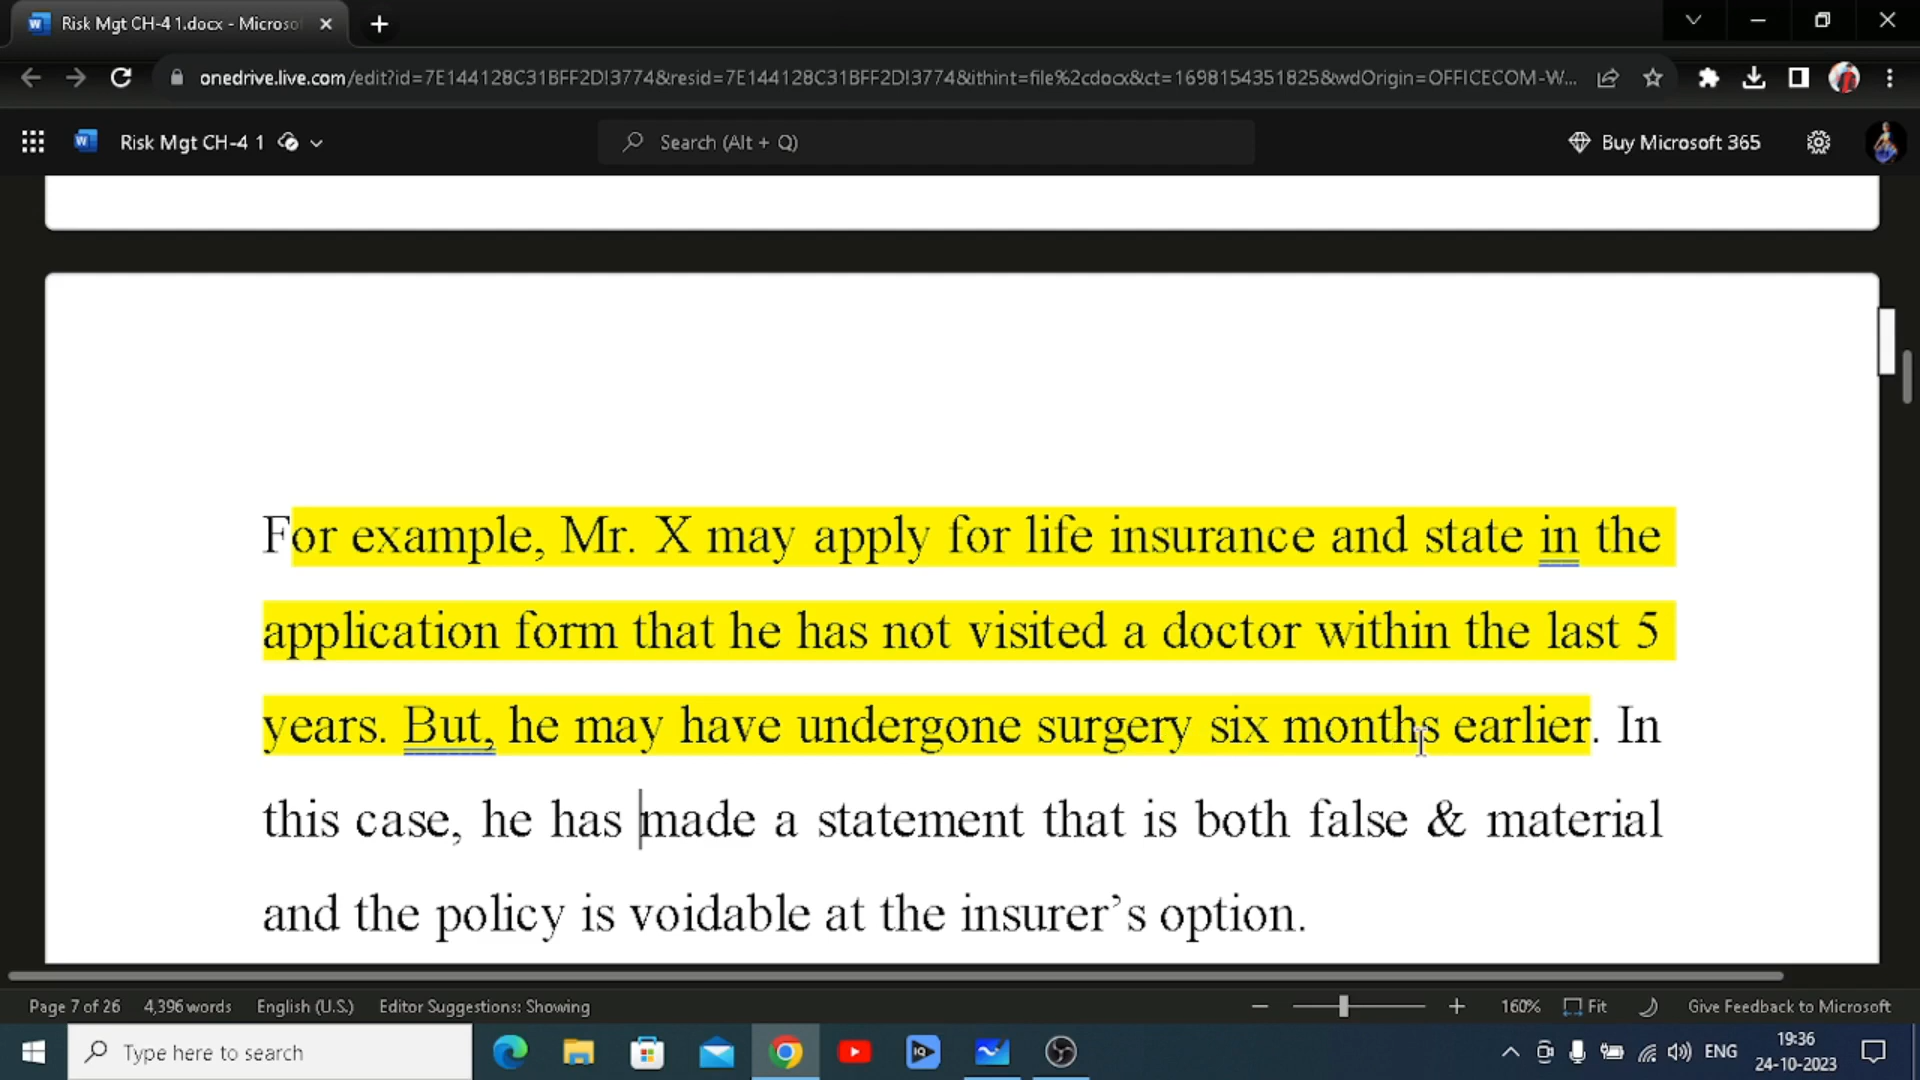 Risk Mgt CH-4 1.docx - Microso
onedrive.live.com/edit?id=7E144128C31BFF2D!3774&resid=7E144128C31BFF2D!3774&ithint=file%2cdocx&ct=1698154351825&wdOrigin=OFFICECOM-W...
Risk Mgt CH-4 1
Search (Alt + Q)
Buy Microsoft 365
For example, Mr. X may apply for life insurance and state in the
application form that he has not visited a doctor within the last 5
years. But, he may have undergone surgery six months earlier. In
this case, he has made a statement that is both false & material
and the policy is voidable at the insurer’s option.
Page 7 of 26 4,396 words English (U.S.) Editor Suggestions: Showing 160% Fit Give Feedback to Microsoft
Type here to search
ENG
19:36
24-10-2023